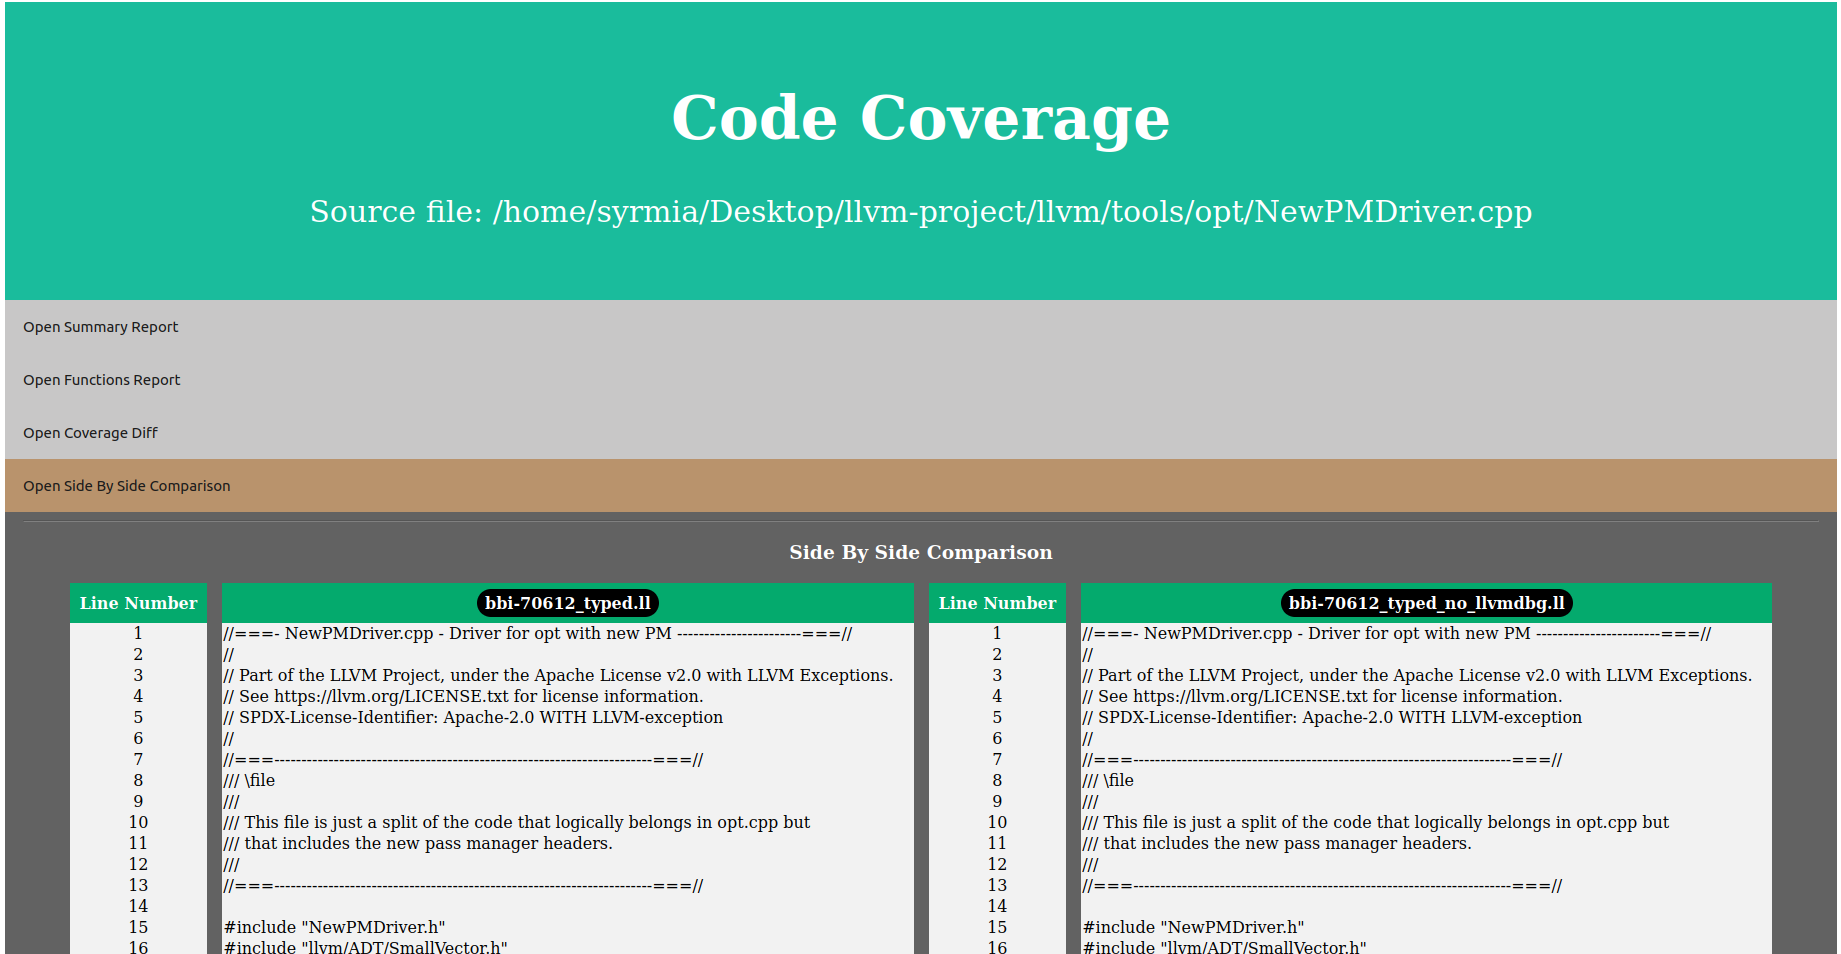 Code Coverage
Source file: /home/syrmia/Desktop/llvm-project/llvm/tools/opt/NewPMDriver.cpp
Open Summary Report
Open Functions Report
Open Coverage Diff
Open Side By Side Comparison
Side By Side Comparison
Line Number bbi-70612_typed.ll Line Number bbi-70612_typed_no_llvmdbg.ll
1 //===- NewPMDriver.cpp - Driver for opt with new PM -----------------------===// 1 //===- NewPMDriver.cpp - Driver for opt with new PM -----------------------===//
2 // 2 //
3 // Part of the LLVM Project, under the Apache License v2.0 with LLVM Exceptions. 3 // Part of the LLVM Project, under the Apache License v2.0 with LLVM Exceptions.
4 // See https://llvm.org/LICENSE.txt for license information. 4 // See https://llvm.org/LICENSE.txt for license information.
5 // SPDX-License-Identifier: Apache-2.0 WITH LLVM-exception 5 // SPDX-License-Identifier: Apache-2.0 WITH LLVM-exception
6 // 6 //
7 //===----------------------------------------------------------------------===// 7 //===----------------------------------------------------------------------===//
8 /// \file 8 /// \file
9 /// 9 ///
10 /// This file is just a split of the code that logically belongs in opt.cpp but 10 /// This file is just a split of the code that logically belongs in opt.cpp but
11 /// that includes the new pass manager headers. 11 /// that includes the new pass manager headers.
12 /// 12 ///
13 //===----------------------------------------------------------------------===// 13 //===----------------------------------------------------------------------===//
14 14
15 #include "NewPMDriver.h" 15 #include "NewPMDriver.h"
16 #include "llvm/ADT/SmallVector.h" 16 #include "llvm/ADT/SmallVector.h"